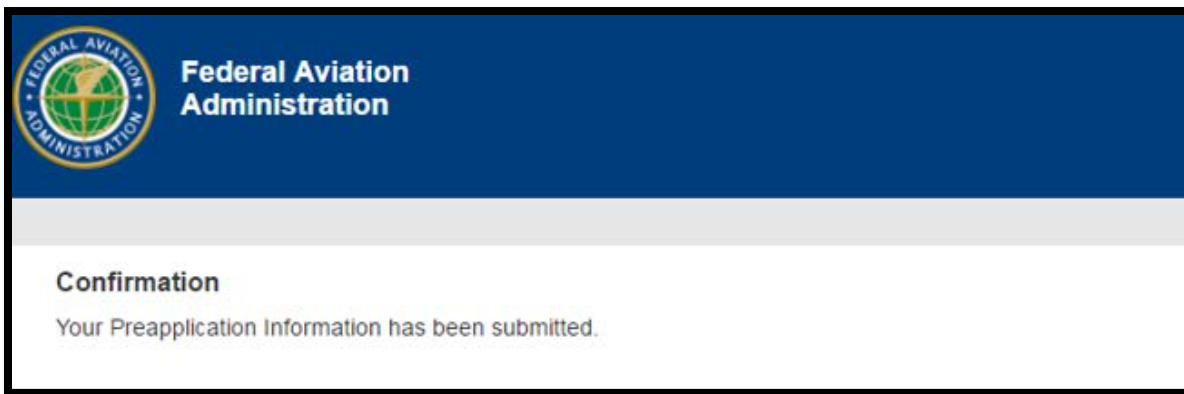 FEDERAL AVIATION
ADMINISTRATION
Federal Aviation
Administration
Confirmation
Your Preapplication Information has been submitted.